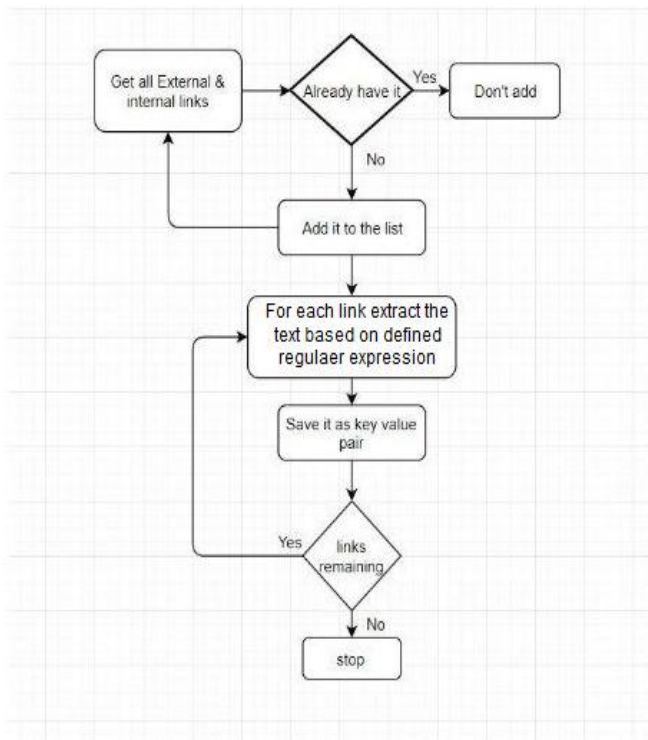 Get all External &
internal links
Already have it
Yes
Don't add
No
Add it to the list
For each link extract the
text based on defined
regulaer expression
Save it as key value
pair
Yes
links
remaining
No
stop